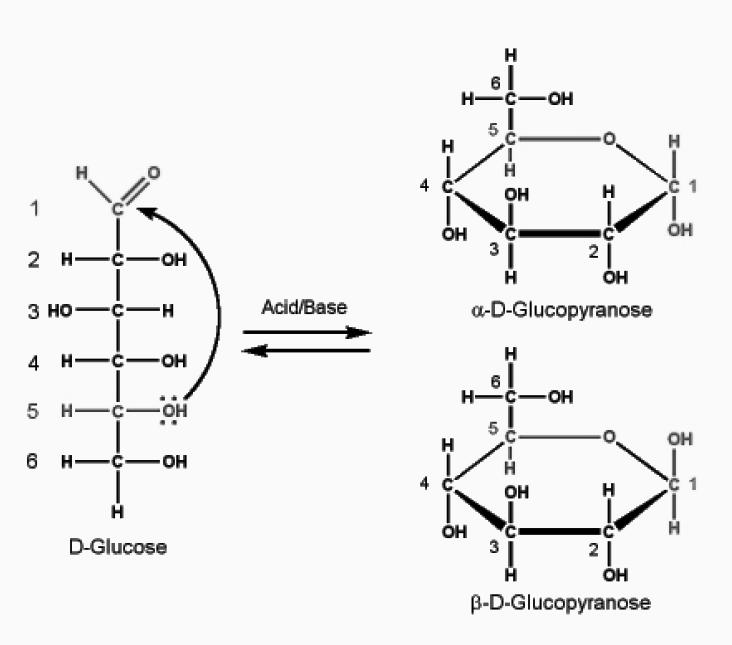 H O
1 C
2 H C OH
3 HO C H
4 H C OH
5 H C OH
6 H C OH
H
D-Glucose
Acid/Base
H
6
H C OH
5
H C O H
4 C H C 1
OH H
OH C C OH
3 2
H OH
α-D-Glucopyranose
H
6
H C OH
5
H C O OH
4 C H C 1
OH H
OH C C H
3 2
H OH
β-D-Glucopyranose